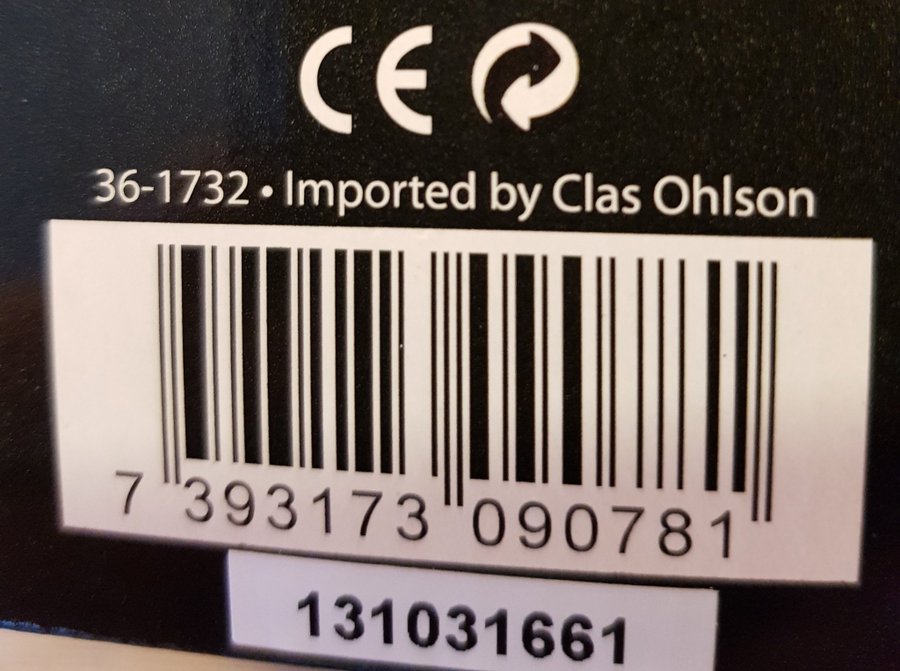 CE
36-1732 • Imported by Clas Ohlson
7 393173 090781
131031661